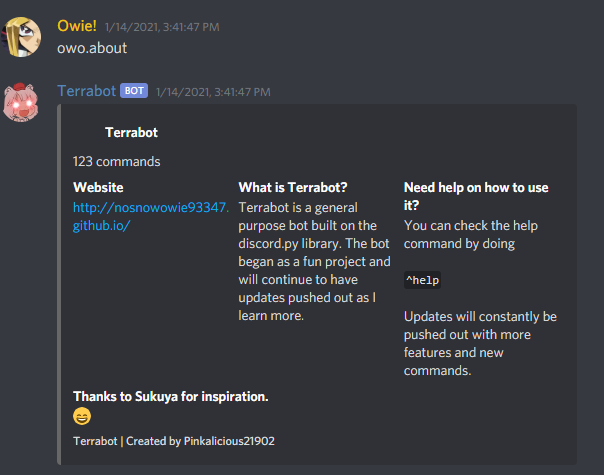 Owie! 1/14/2021, 3:41:47 PM
owo.about
Terrabot BOT 1/14/2021, 3:41:47 PM
Terrabot
123 commands
Website
http://nosnowowie93347.
github.io/
What is Terrabot?
Terrabot is a general
purpose bot built on the
discord.py library. The bot
began as a fun project and
will continue to have
updates pushed out as I
learn more.
Need help on how to use
it?
You can check the help
command by doing
^help
Updates will constantly be
pushed out with more
features and new
commands.
Thanks to Sukuya for inspiration.
Terrabot | Created by Pinkalicious21902